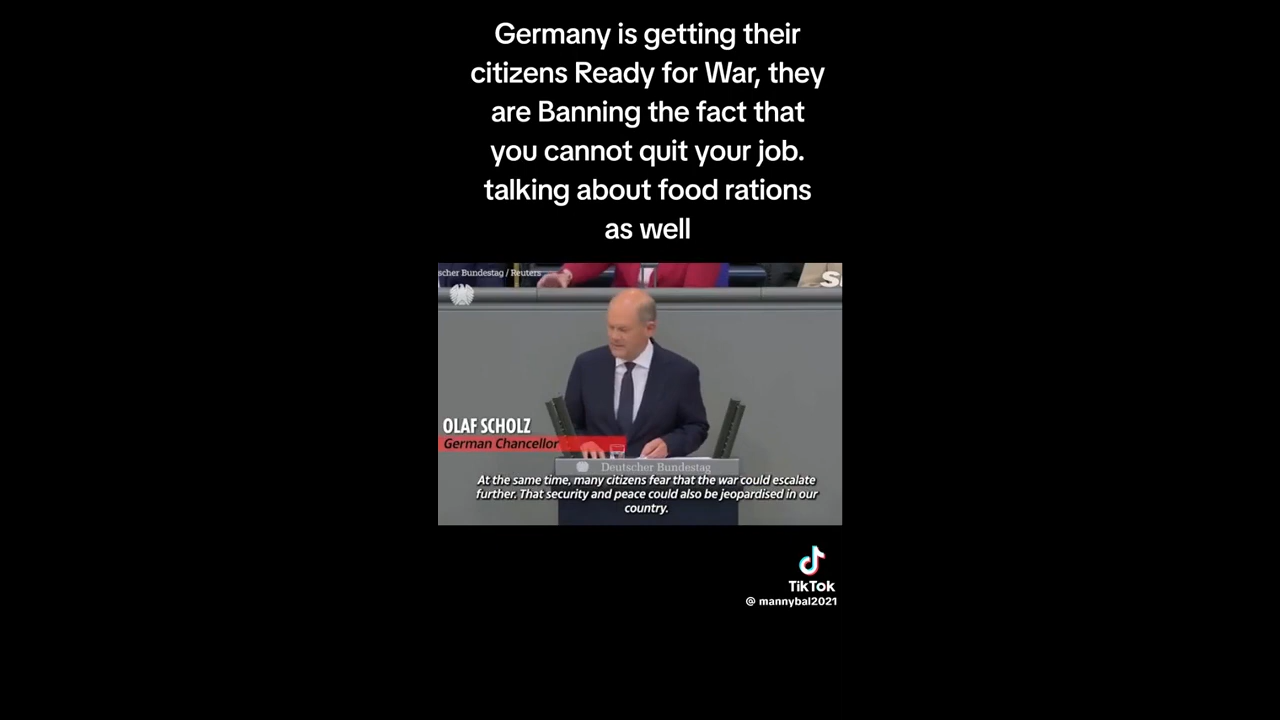 Germany is getting their
citizens Ready for War, they
are Banning the fact that
you cannot quit your job.
talking about food rations
as well
scher Bundestag / Reuters
S
OLAF SCHOLZ
German Chancellor
Deutscher Bundestag
At the same time, many citizens fear that the war could escalate
further. That security and peace could also be jeopardised in our
country.
TikTok
@ mannybal2021